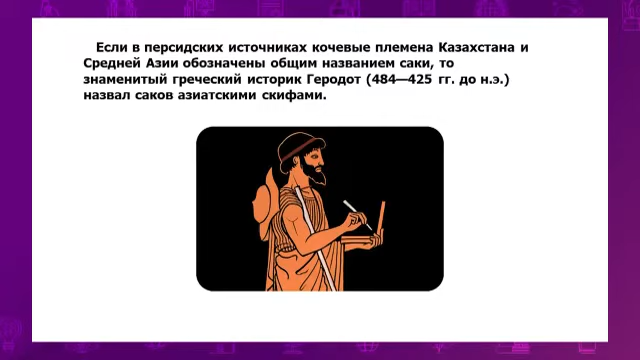 Если в персидских источниках кочевые племена Казахстана и
Средней Азии обозначены общим названием саки, то
знаменитый греческий историк Геродот (484—425 гг. до н.э.)
назвал саков азиатскими скифами.